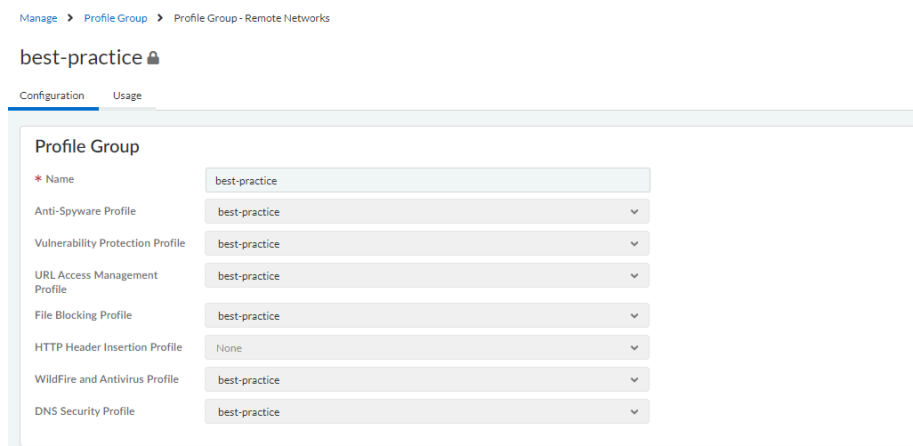 Manage > Profile Group > Profile Group - Remote Networks
best-practice
Configuration Usage
Profile Group
* Name best-practice
Anti-Spyware Profile best-practice
Vulnerability Protection Profile best-practice
URL Access Management
Profile best-practice
File Blocking Profile best-practice
HTTP Header Insertion Profile None
WildFire and Antivirus Profile best-practice
DNS Security Profile best-practice